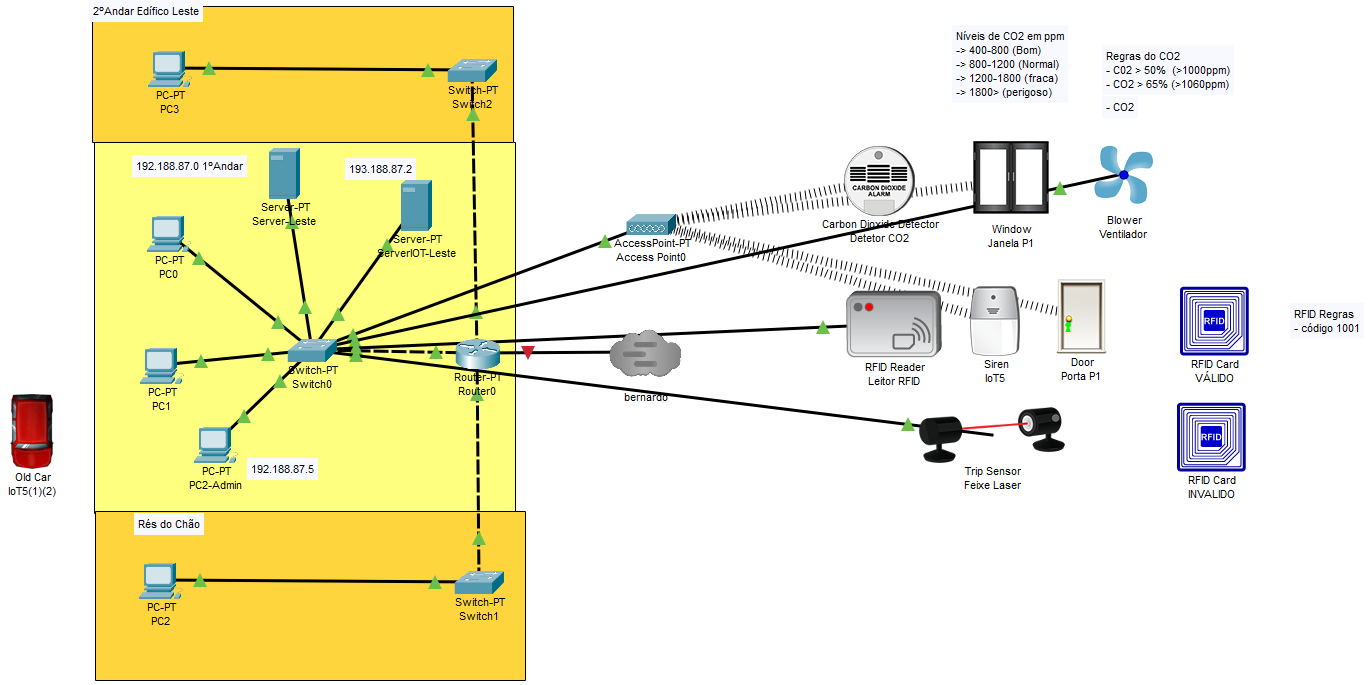 2ºAndar Edífico Leste
PC-PT
PC3
Switch-PT
Switch2
192.188.87.0 1ºAndar
193.188.87.2
Server-PT
Server-Leste
Server-PT
ServerIOT-Leste
PC-PT
PC0
Switch-PT
Switch0
Router-PT
Router0
PC-PT
PC1
PC-PT
PC2-Admin
192.188.87.5
Old Car
IoT5(1)(2)
Rés do Chão
PC-PT
PC2
Switch-PT
Switch1
AccessPoint-PT
Access Point0
bernardo
Níveis de CO2 em ppm
-> 400-800 (Bom)
-> 800-1200 (Normal)
-> 1200-1800 (fraca)
-> 1800> (perigoso)
Regras do CO2
- C02 > 50% (>1000ppm)
- CO2 > 65% (>1060ppm)
- CO2
CARBON DIOXIDE
ALARM
Carbon Dioxide Detector
Detetor CO2
Window
Janela P1
Blower
Ventilador
RFID Reader
Leitor RFID
Siren
IoT5
Door
Porta P1
RFID
RFID Card
VÁLIDO
RFID Regras
- código 1001
Trip Sensor
Feixe Laser
RFID
RFID Card
INVALIDO